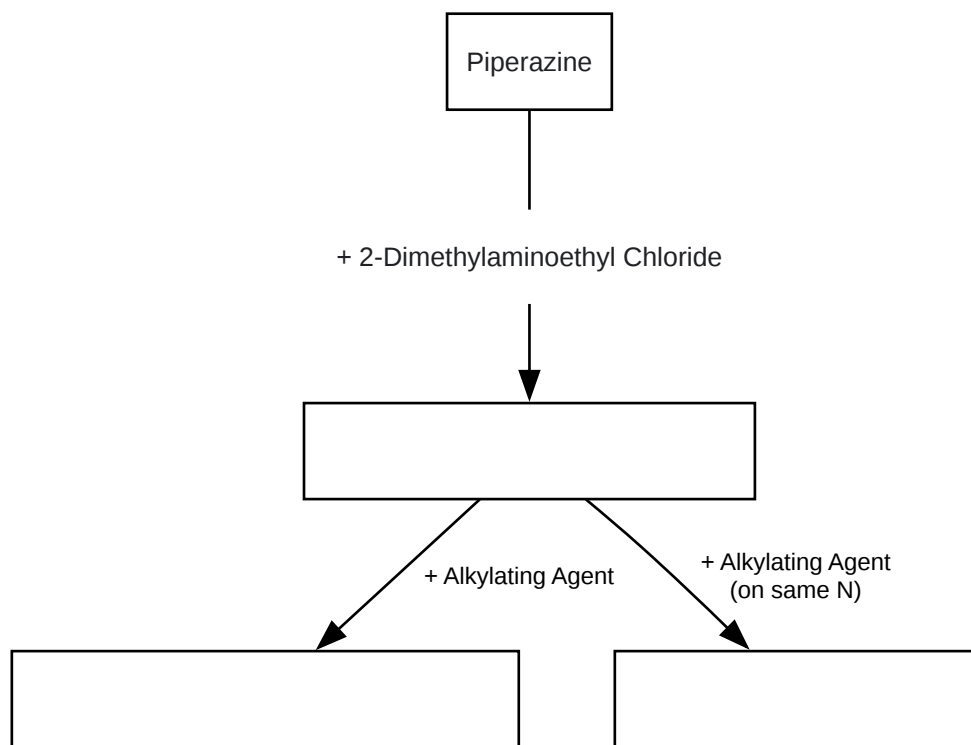 Piperazine
+ 2-Dimethylaminoethyl Chloride
+ Alkylating Agent
+ Alkylating Agent
(on same N)